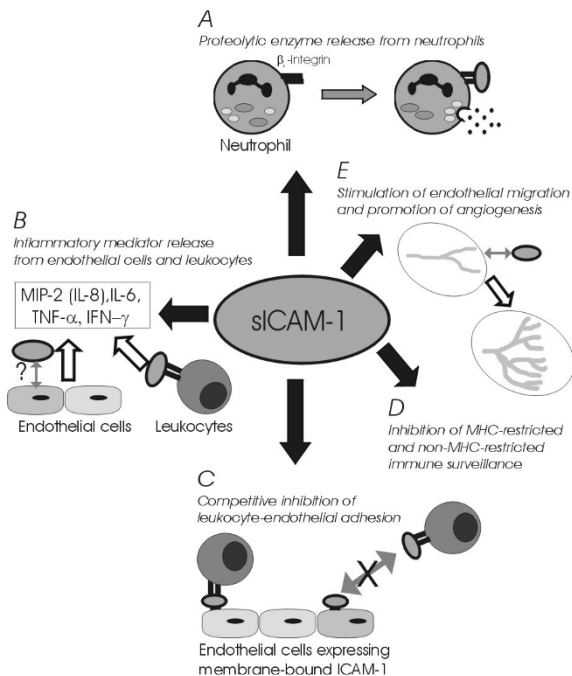 A
Proteolytic enzyme release from neutrophils
β₂-integrin
Neutrophil
E
Stimulation of endothelial migration
and promotion of angiogenesis
B
Inflammatory mediator release
from endothelial cells and leukocytes
MIP-2 (IL-8),IL-6,
TNF-α, IFN-γ
?
Endothelial cells
Leukocytes
sICAM-1
D
Inhibition of MHC-restricted
and non-MHC-restricted
immune surveillance
C
Competitive inhibition of
leukocyte-endothelial adhesion
X
Endothelial cells expressing
membrane-bound ICAM-1